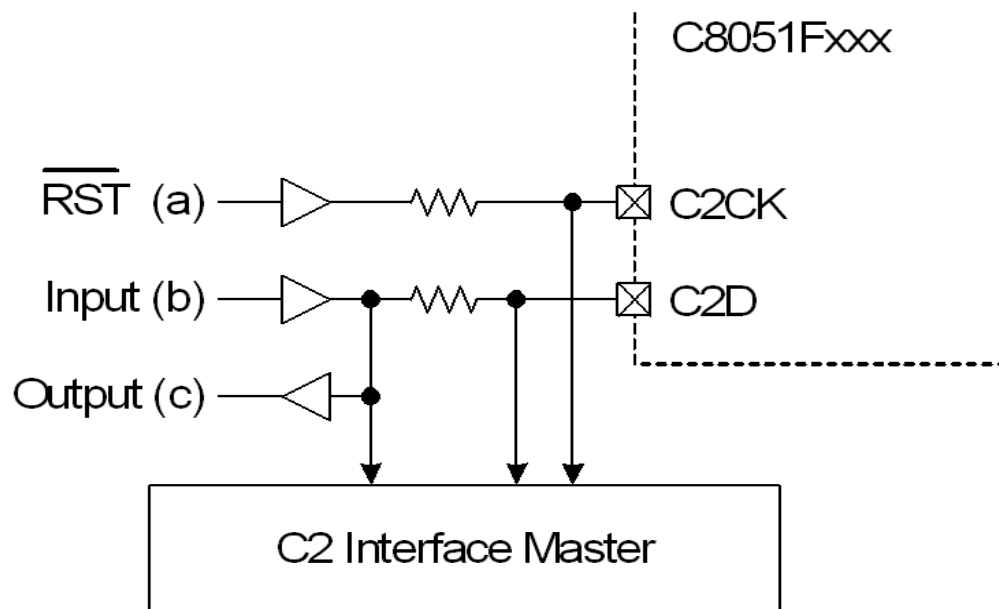 C8051Fxxx
RST (a)
C2CK
Input (b)
C2D
Output (c)
C2 Interface Master